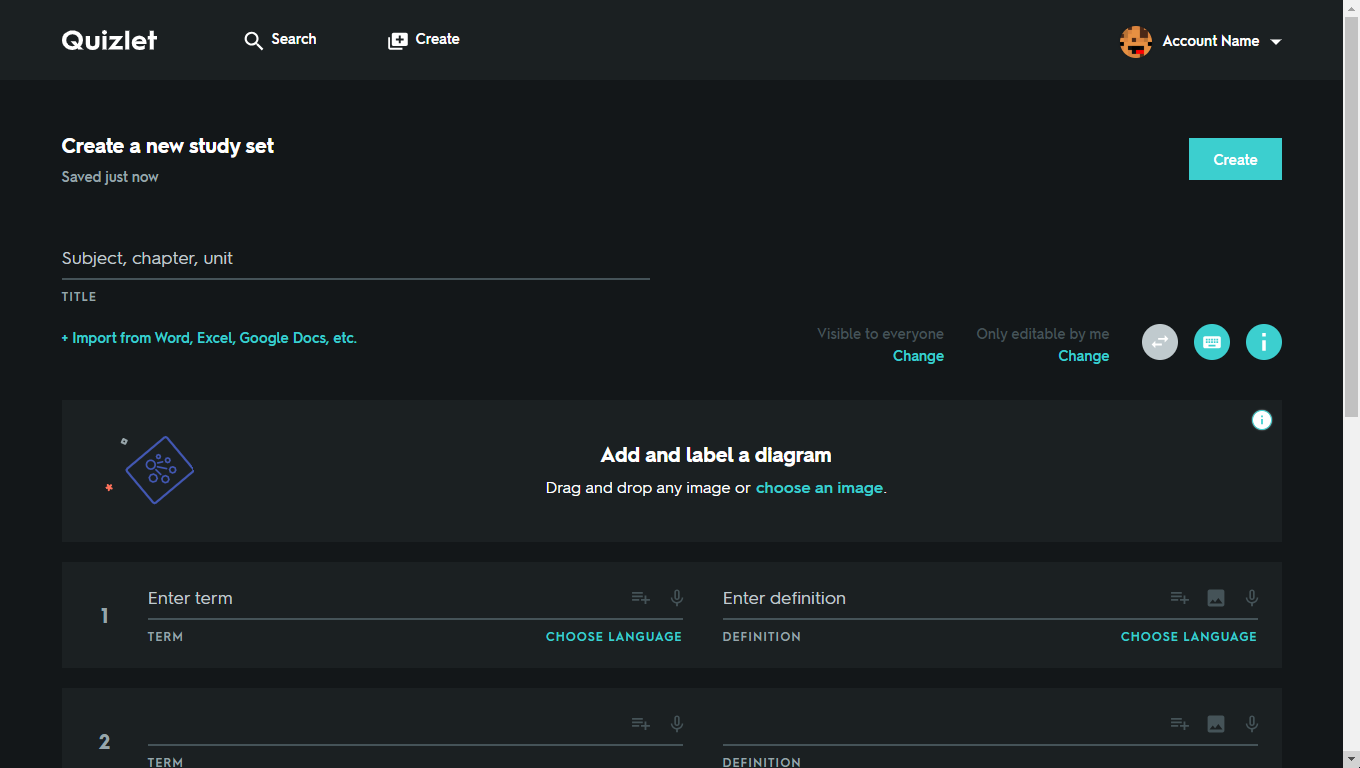 Quizlet
Search
Create
Account Name
Create a new study set
Saved just now
Create
Subject, chapter, unit
TITLE
+ Import from Word, Excel, Google Docs, etc.
Visible to everyone
Change
Only editable by me
Change
Add and label a diagram
Drag and drop any image or choose an image.
1
Enter term
TERM
CHOOSE LANGUAGE
Enter definition
DEFINITION
CHOOSE LANGUAGE
2
TERM
DEFINITION